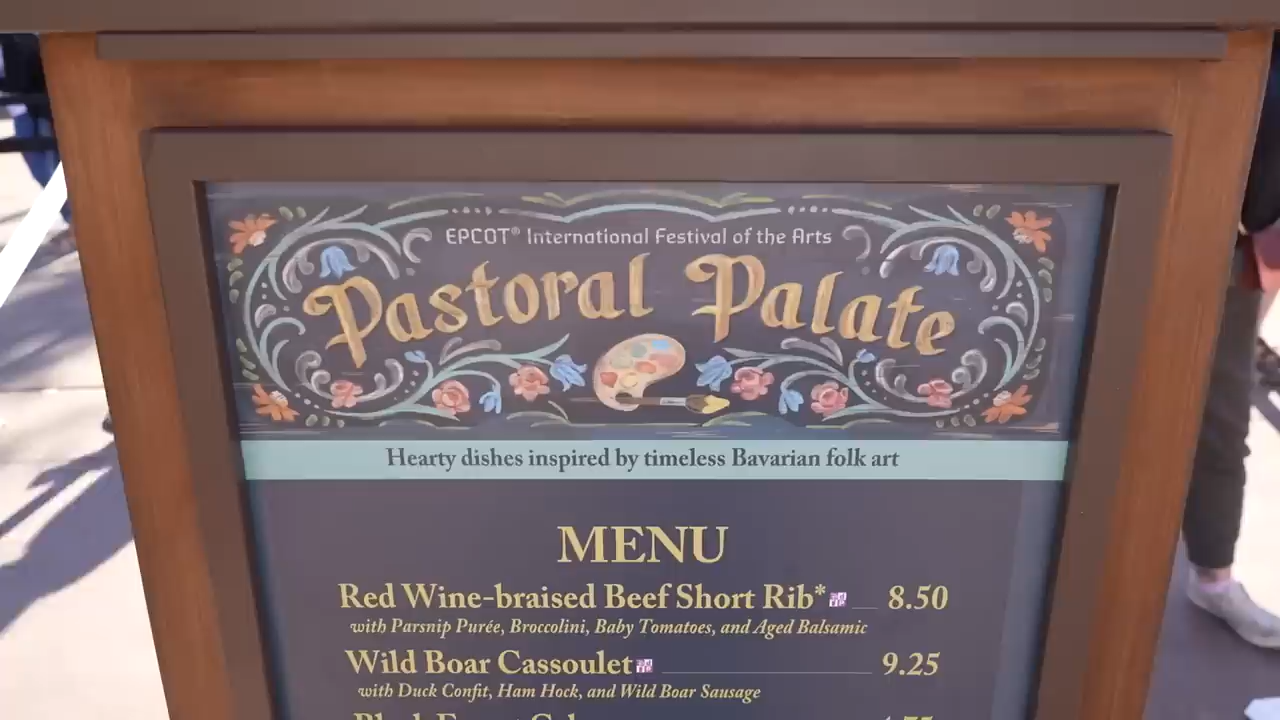 EPCOT® International Festival of the Arts
Pastoral Palate
Hearty dishes inspired by timeless Bavarian folk art
MENU
Red Wine-braised Beef Short Rib* 8.50
with Parsnip Purée, Broccolini, Baby Tomatoes, and Aged Balsamic
Wild Boar Cassoulet 9.25
with Duck Confit, Ham Hock, and Wild Boar Sausage